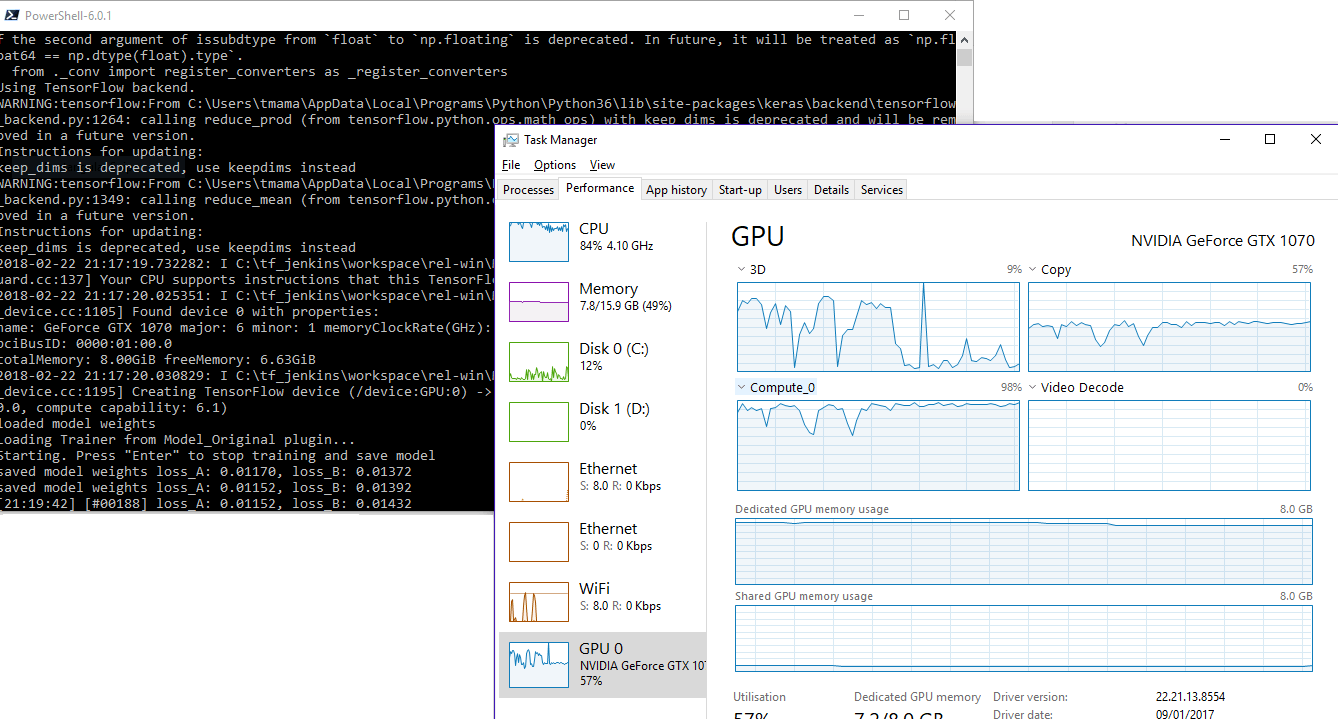 PowerShell-6.0.1
f the second argument of issubdtype from `float` to `np.floating` is deprecated. In future, it will be treated as `np.fl
oat64 == np.dtype(float).type`.
from ._conv import register_converters as _register_converters
Using TensorFlow backend.
WARNING:tensorflow:From C:\Users\tmama\AppData\Local\Programs\Python\Python36\lib\site-packages\keras\backend\tensorflow
_backend.py:1264: calling reduce_prod (from tensorflow.python.ops.math_ops) with keep_dims is deprecated and will be rem
oved in a future version.
Instructions for updating:
keep_dims is deprecated, use keepdims instead
WARNING:tensorflow:From C:\Users\tmama\AppData\Local\Programs\
_backend.py:1349: calling reduce_mean (from tensorflow.python.
oved in a future version.
Instructions for updating:
keep_dims is deprecated, use keepdims instead
2018-02-22 21:17:19.732282: I C:\tf_jenkins\workspace\rel-win\
uard.cc:137] Your CPU supports instructions that this TensorFl
2018-02-22 21:17:20.025351: I C:\tf_jenkins\workspace\rel-win\
_device.cc:1105] Found device 0 with properties:
name: GeForce GTX 1070 major: 6 minor: 1 memoryClockRate(GHz):
pciBusID: 0000:01:00.0
totalMemory: 8.00GiB freeMemory: 6.63GiB
2018-02-22 21:17:20.030829: I C:\tf_jenkins\workspace\rel-win\
_device.cc:1195] Creating TensorFlow device (/device:GPU:0) ->
0.0, compute capability: 6.1)
loaded model weights
Loading Trainer from Model_Original plugin...
Starting. Press "Enter" to stop training and save model
saved model weights loss_A: 0.01170, loss_B: 0.01372
saved model weights loss_A: 0.01152, loss_B: 0.01392
[21:19:42] [#00188] loss_A: 0.01152, loss_B: 0.01432
Task Manager
File Options View
Processes Performance App history Start-up Users Details Services
CPU
84% 4.10 GHz
Memory
7.8/15.9 GB (49%)
Disk 0 (C:)
12%
Disk 1 (D:)
0%
Ethernet
S: 8.0 R: 0 Kbps
Ethernet
S: 0 R: 0 Kbps
WiFi
S: 8.0 R: 0 Kbps
GPU 0
NVIDIA GeForce GTX 107
57%
GPU
NVIDIA GeForce GTX 1070
3D 9%
Copy 57%
Compute_0 98%
Video Decode 0%
Dedicated GPU memory usage 8.0 GB
Shared GPU memory usage 8.0 GB
Utilisation
57%
Dedicated GPU memory
7.2/8.0 GB
Driver version: 22.21.13.8554
Driver date: 09/01/2017